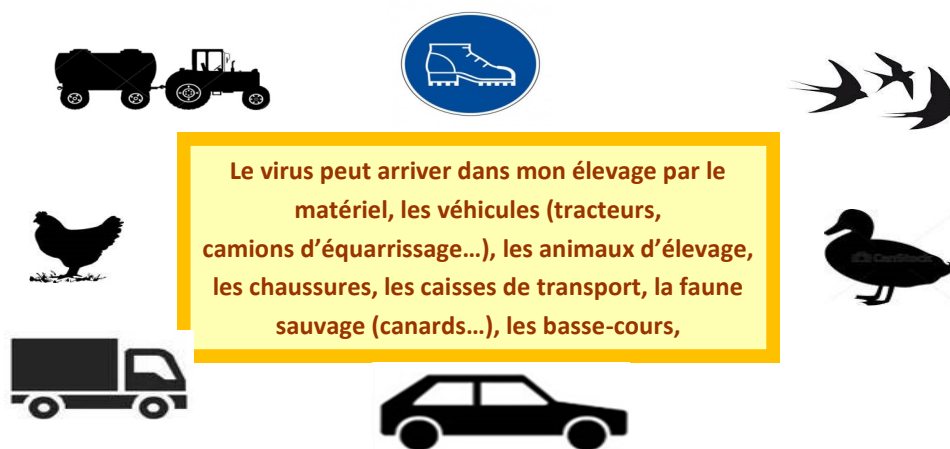 Le virus peut arriver dans mon élevage par le
matériel, les véhicules (tracteurs,
camions d'équarrissage…), les animaux d'élevage,
les chaussures, les caisses de transport, la faune
sauvage (canards…), les basse-cours,
CanStock